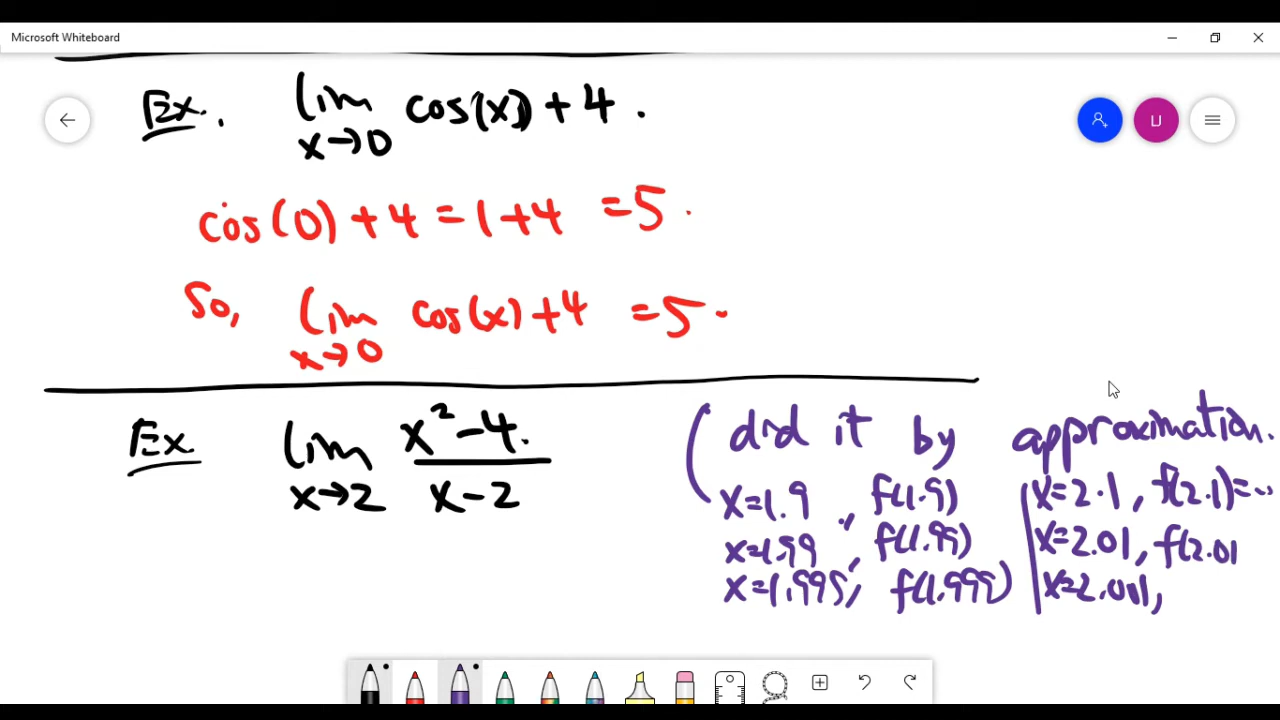 Microsoft Whiteboard
Ex. lim x→0 cos(x) + 4.
cos(0) + 4 = 1 + 4 = 5.
So, lim x→0 cos(x) + 4 = 5.
Ex lim x→2 x² - 4. / x - 2
( did it by approximation.
x=1.9, f(1.9)
x=1.99, f(1.99)
x=1.999, f(1.999)
x=2.1, f(2.1)=..
x=2.01, f(2.01
x=2.001,
U